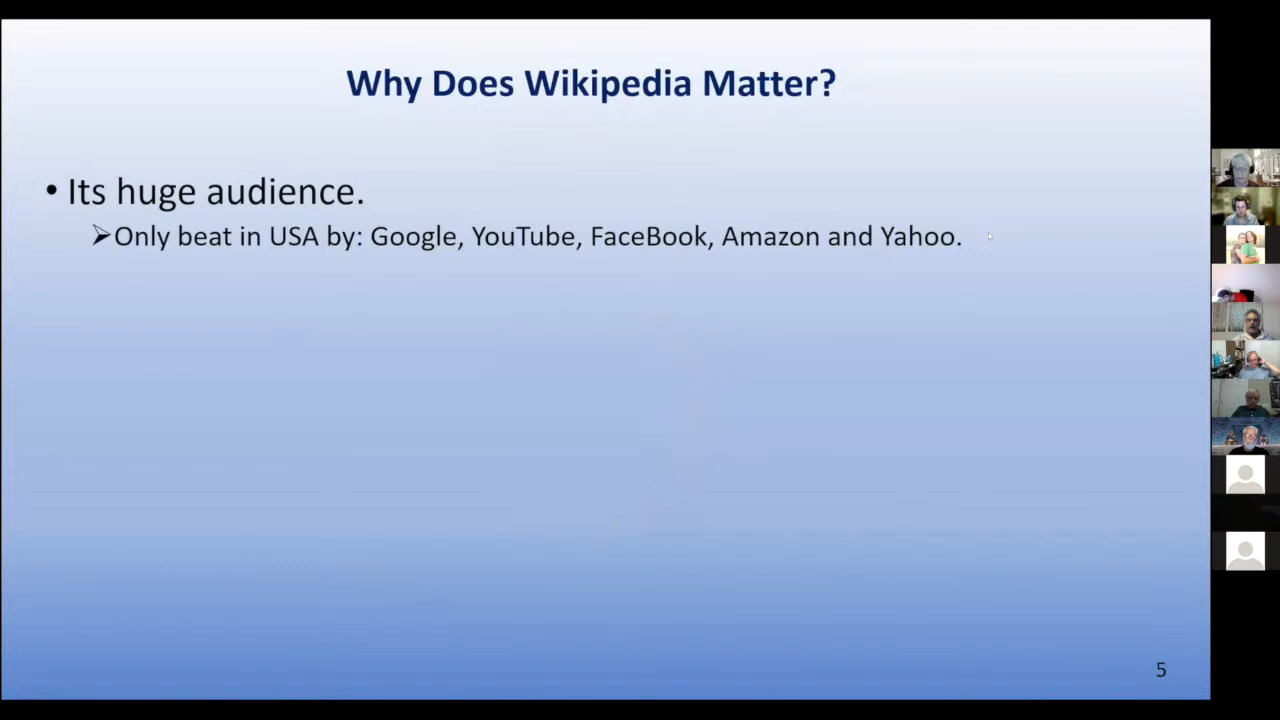 Why Does Wikipedia Matter?
• Its huge audience.
➢Only beat in USA by: Google, YouTube, FaceBook, Amazon and Yahoo.
5